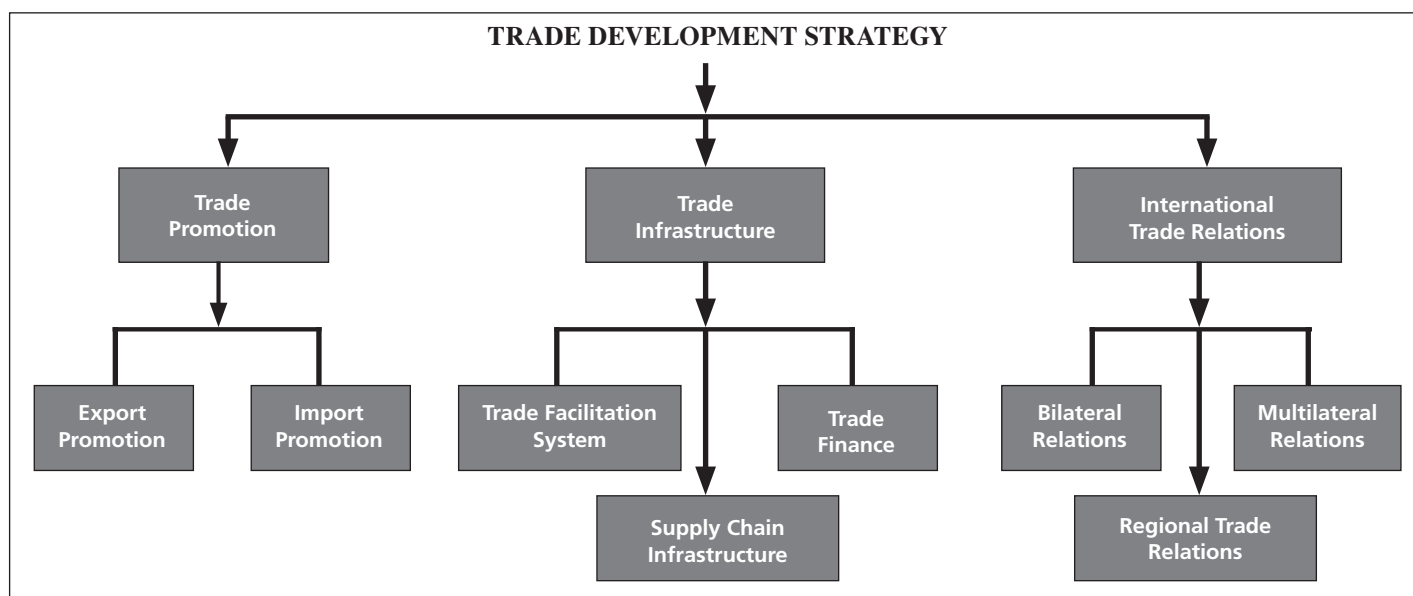 TRADE DEVELOPMENT STRATEGY
Trade
Promotion
Trade
Infrastructure
International
Trade Relations
Export
Promotion
Import
Promotion
Trade Facilitation
System
Trade
Finance
Bilateral
Relations
Multilateral
Relations
Supply Chain
Infrastructure
Regional Trade
Relations